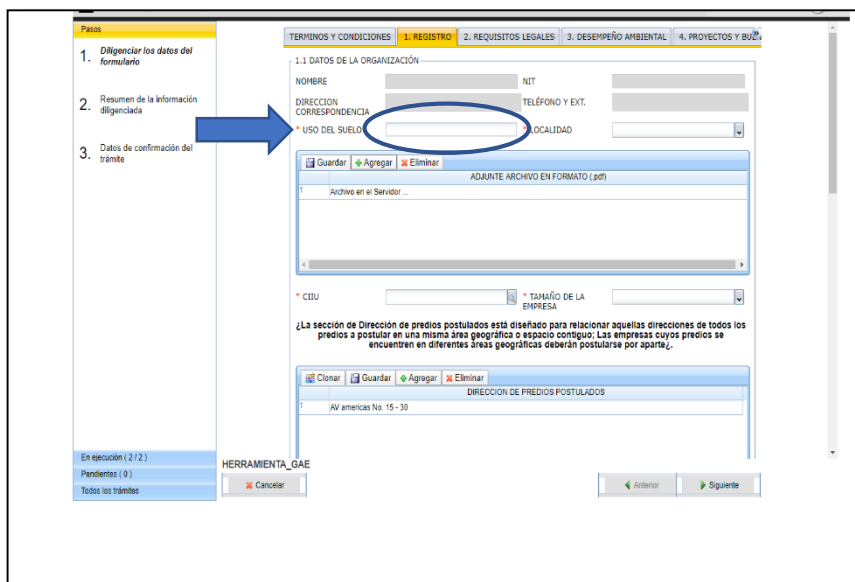 Pasos
1. Diligenciar los datos del
formulario
2. Resumen de la información
diligenciada
3. Datos de confirmación del
trámite
En ejecución ( 2 / 2 )
Pendientes ( 0 )
Todos los trámites
TERMINOS Y CONDICIONES 1. REGISTRO 2. REQUISITOS LEGALES 3. DESEMPEÑO AMBIENTAL 4. PROYECTOS Y
1.1 DATOS DE LA ORGANIZACIÓN
NOMBRE NIT
DIRECCION
CORRESPONDENCIA TELÉFONO Y EXT.
* USO DEL SUELO * LOCALIDAD
Guardar Agregar Eliminar
ADJUNTE ARCHIVO EN FORMATO (.pdf)
1 Archivo en el Servidor ...
* CIIU * TAMAÑO DE LA
EMPRESA
¿La sección de Dirección de predios postulados está diseñado para relacionar aquellas direcciones de todos los
predios a postular en una misma área geográfica o espacio contiguo; Las empresas cuyos predios se
encuentren en diferentes áreas geográficas deberán postularse por aparte¿.
Clonar Guardar Agregar Eliminar
DIRECCION DE PREDIOS POSTULADOS
1 AV americas No. 15 - 30
HERRAMIENTA_GAE
Cancelar Anterior Siguiente